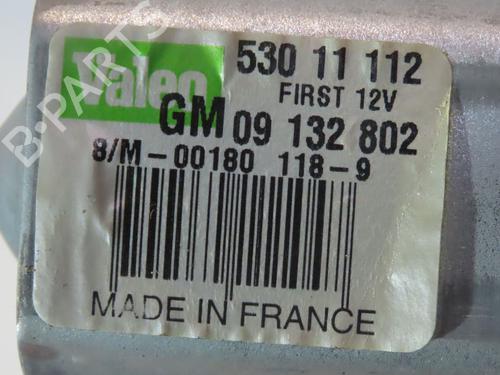 Valeo
530 11 112
FIRST 12V
GM 09 132 802
8/M-00180 118-9
MADE IN FRANCE
B-PARTS